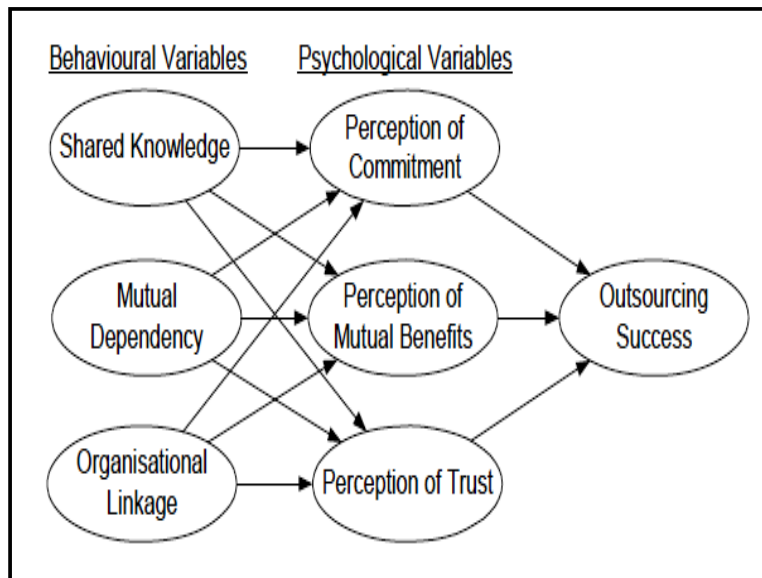 Behavioural Variables
Psychological Variables
Shared Knowledge
Perception of
Commitment
Mutual
Dependency
Perception of
Mutual Benefits
Outsourcing
Success
Organisational
Linkage
Perception of Trust